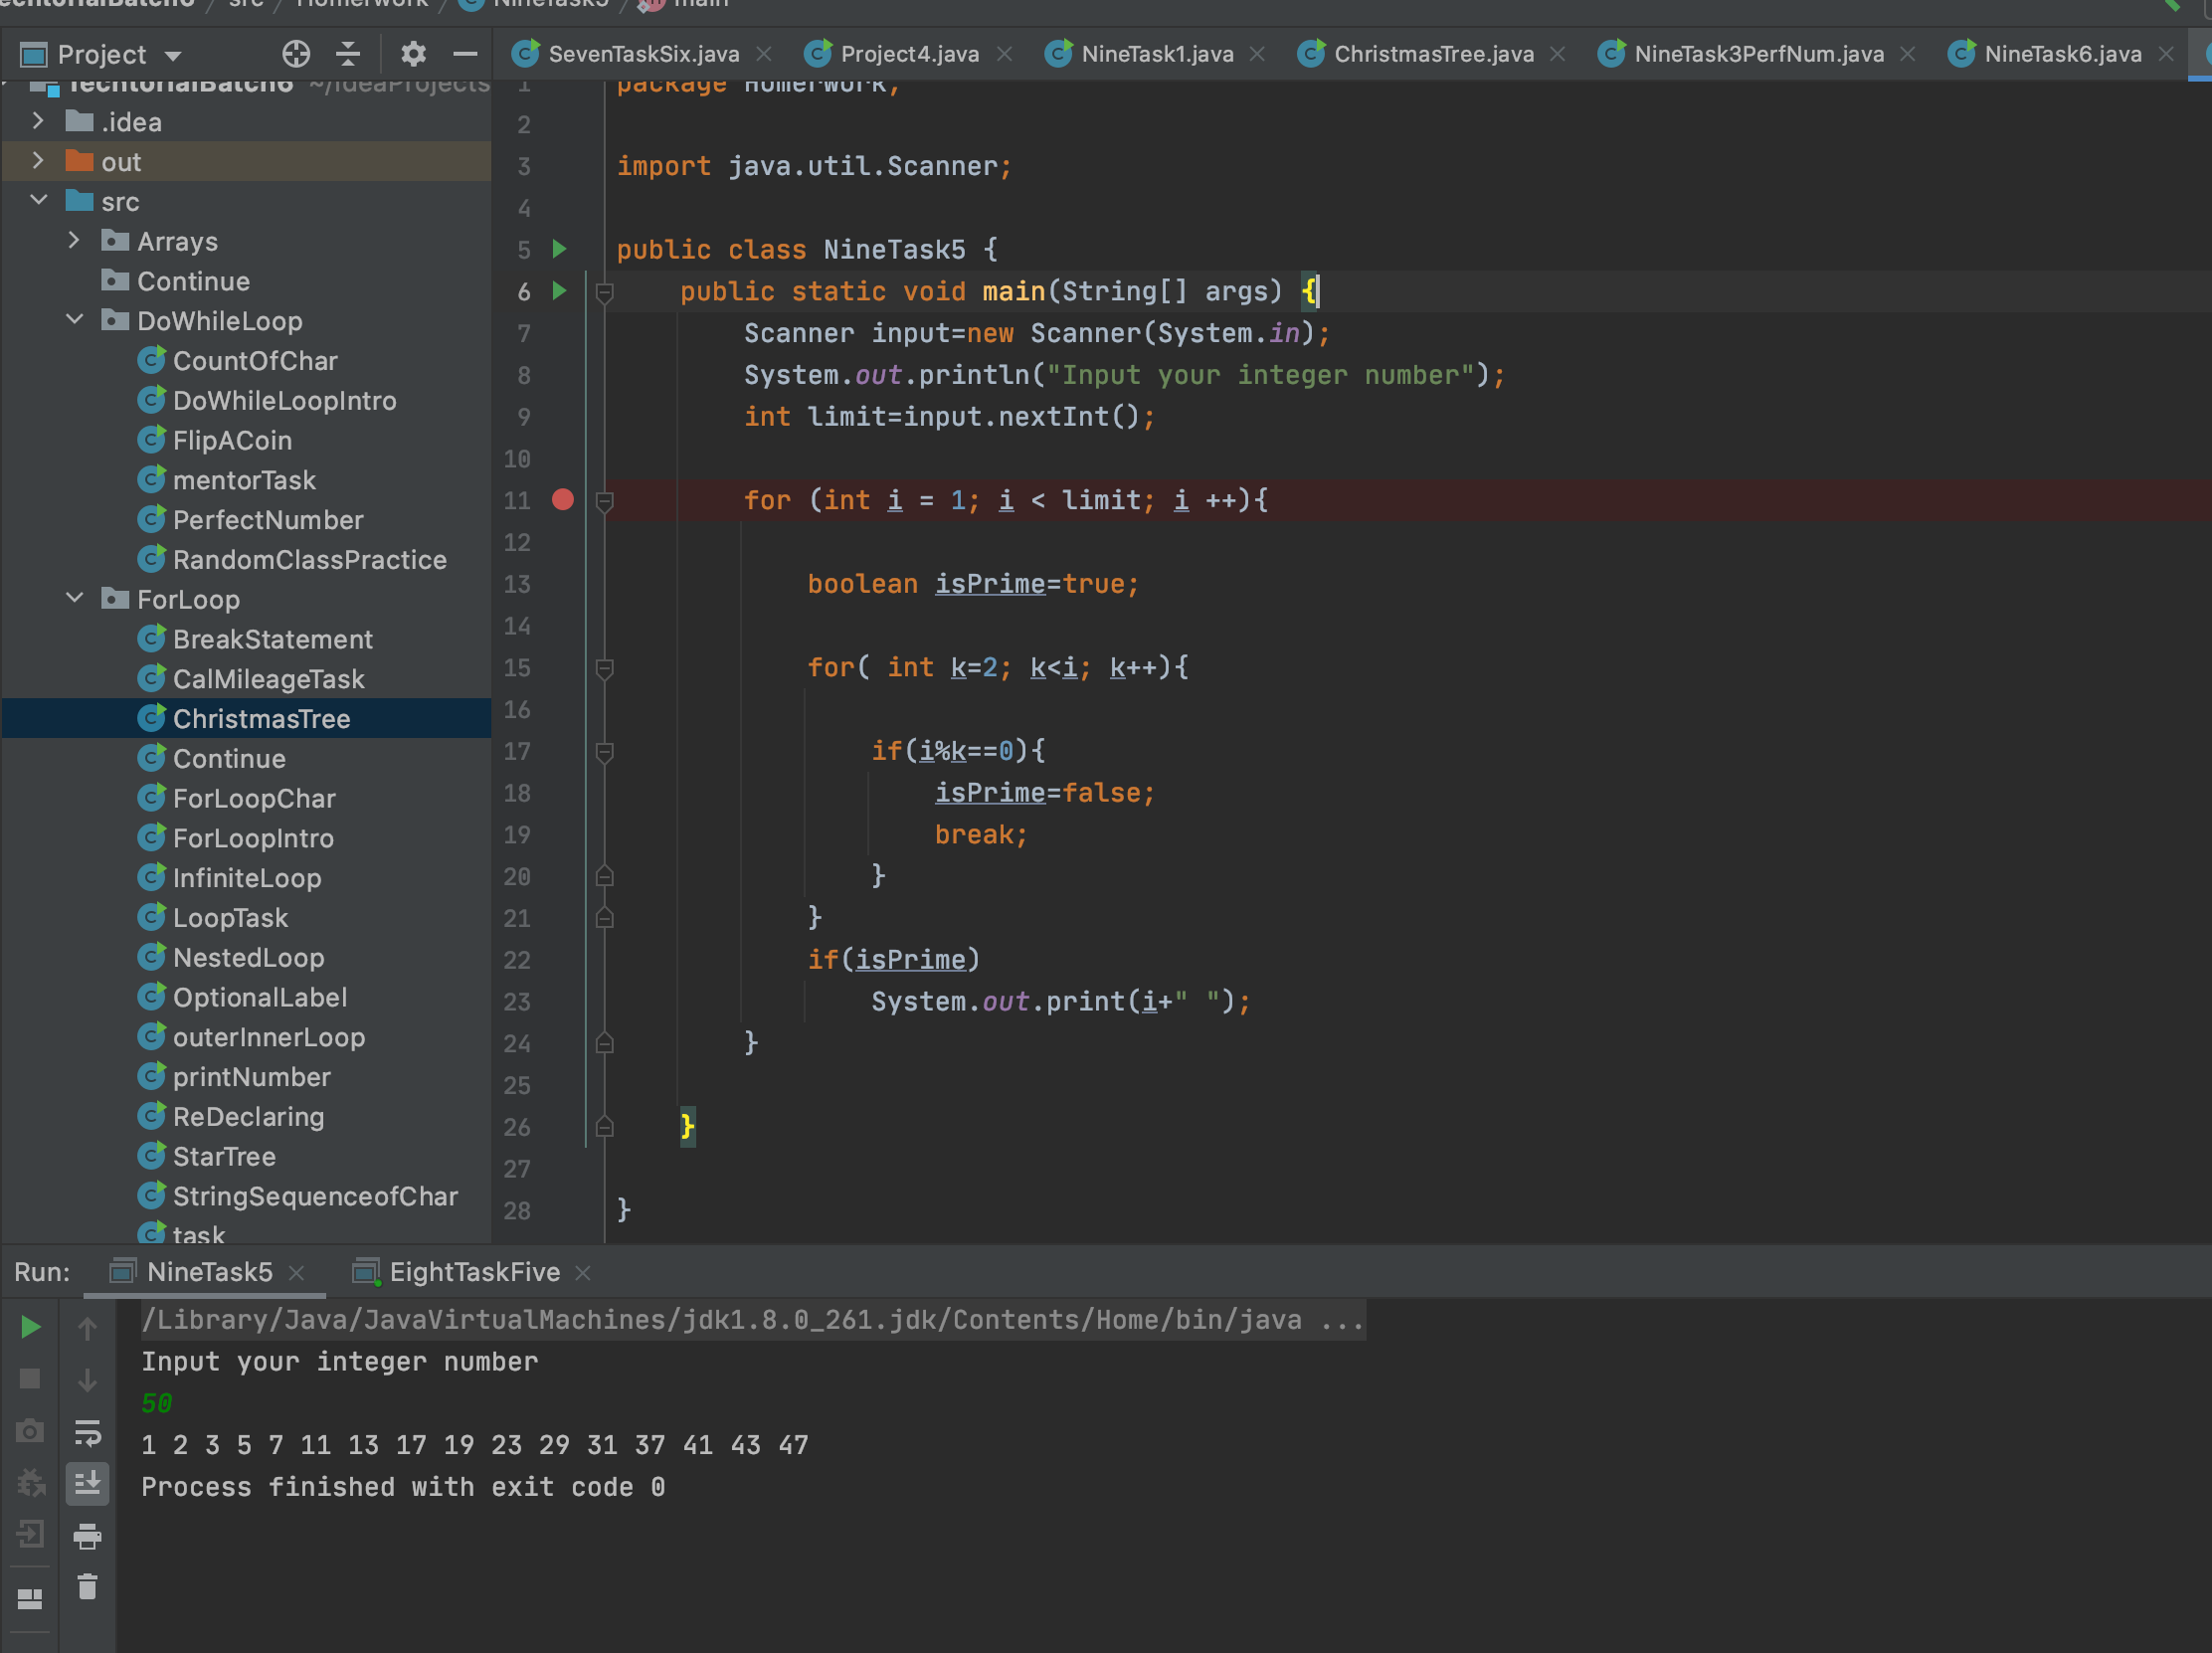 src / Homerwork / NineTask5 / main
Project
SevenTaskSix.java
Project4.java
NineTask1.java
ChristmasTree.java
NineTask3PerfNum.java
NineTask6.java
TechtorialBatch6 ~/IdeaProjects
.idea
out
src
Arrays
Continue
DoWhileLoop
CountOfChar
DoWhileLoopIntro
FlipACoin
mentorTask
PerfectNumber
RandomClassPractice
ForLoop
BreakStatement
CalMileageTask
ChristmasTree
Continue
ForLoopChar
ForLoopIntro
InfiniteLoop
LoopTask
NestedLoop
OptionalLabel
outerInnerLoop
printNumber
ReDeclaring
StarTree
StringSequenceofChar
task
1 package Homerwork;
2
3 import java.util.Scanner;
4
5 public class NineTask5 {
6 public static void main(String[] args) {
7 Scanner input=new Scanner(System.in);
8 System.out.println("Input your integer number");
9 int limit=input.nextInt();
10
11 for (int i = 1; i < limit; i ++){
12
13 boolean isPrime=true;
14
15 for( int k=2; k<i; k++){
16
17 if(i%k==0){
18 isPrime=false;
19 break;
20 }
21 }
22 if(isPrime)
23 System.out.print(i+" ");
24 }
25
26 }
27
28 }
Run:
NineTask5
EightTaskFive
/Library/Java/JavaVirtualMachines/jdk1.8.0_261.jdk/Contents/Home/bin/java ...
Input your integer number
50
1 2 3 5 7 11 13 17 19 23 29 31 37 41 43 47
Process finished with exit code 0